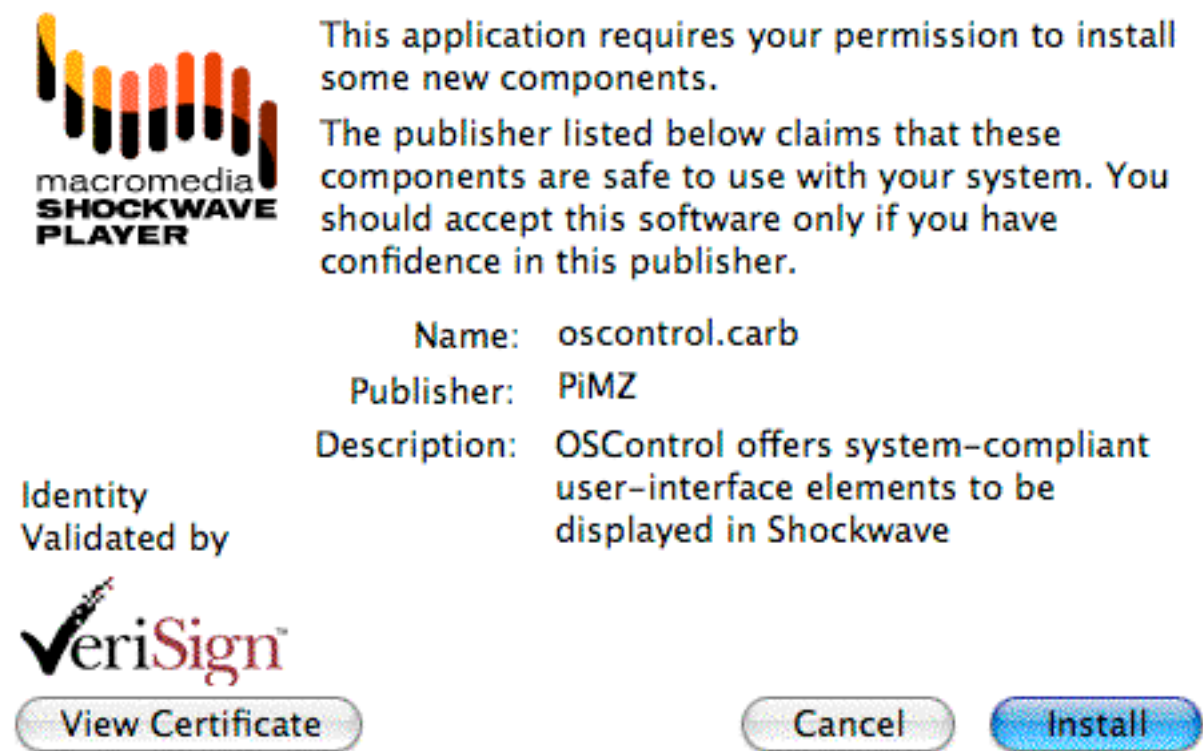 This application requires your permission to install
some new components.
The publisher listed below claims that these
components are safe to use with your system. You
should accept this software only if you have
confidence in this publisher.
macromedia
SHOCKWAVE
PLAYER
Name: oscontrol.carb
Publisher: PiMZ
Description: OSControl offers system-compliant
user-interface elements to be
displayed in Shockwave
Identity
Validated by
VeriSign™
View Certificate Cancel Install